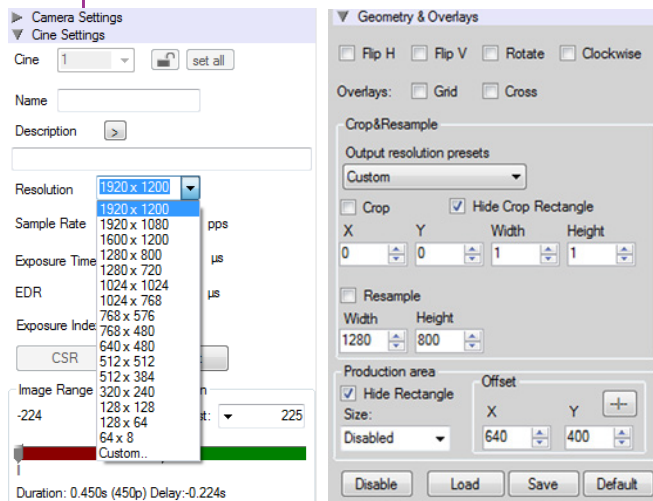 Camera Settings
Cine Settings
Cine 1 set all
Name
Description >
Resolution 1920 x 1200
1920 x 1200
1920 x 1080
Sample Rate pps
1600 x 1200
1280 x 800
Exposure Time µs
1280 x 720
1024 x 1024
EDR µs
1024 x 768
768 x 576
Exposure Inde
768 x 480
640 x 480
CSR
512 x 512
512 x 384
Image Range n
320 x 240
128 x 128
-224 st: 225
128 x 64
64 x 8
Custom..
Duration: 0.450s (450p) Delay:-0.224s
Geometry & Overlays
Flip H Flip V Rotate Clockwise
Overlays: Grid Cross
Crop&Resample
Output resolution presets
Custom
Crop Hide Crop Rectangle
X Y Width Height
0 0 1 1
Resample
Width Height
1280 800
Production area
Offset
Hide Rectangle
Size: X Y
Disabled 640 400
Disable Load Save Default